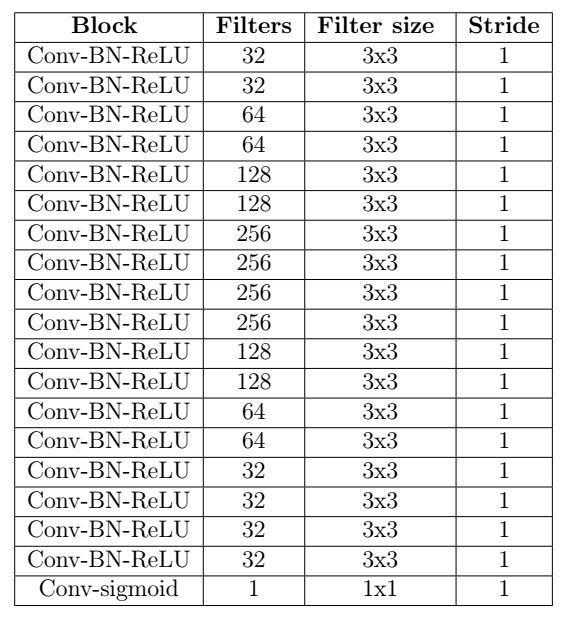 Block Filters Filter size Stride
Conv-BN-ReLU 32 3x3 1
Conv-BN-ReLU 32 3x3 1
Conv-BN-ReLU 64 3x3 1
Conv-BN-ReLU 64 3x3 1
Conv-BN-ReLU 128 3x3 1
Conv-BN-ReLU 128 3x3 1
Conv-BN-ReLU 256 3x3 1
Conv-BN-ReLU 256 3x3 1
Conv-BN-ReLU 256 3x3 1
Conv-BN-ReLU 256 3x3 1
Conv-BN-ReLU 128 3x3 1
Conv-BN-ReLU 128 3x3 1
Conv-BN-ReLU 64 3x3 1
Conv-BN-ReLU 64 3x3 1
Conv-BN-ReLU 32 3x3 1
Conv-BN-ReLU 32 3x3 1
Conv-BN-ReLU 32 3x3 1
Conv-BN-ReLU 32 3x3 1
Conv-sigmoid 1 1x1 1